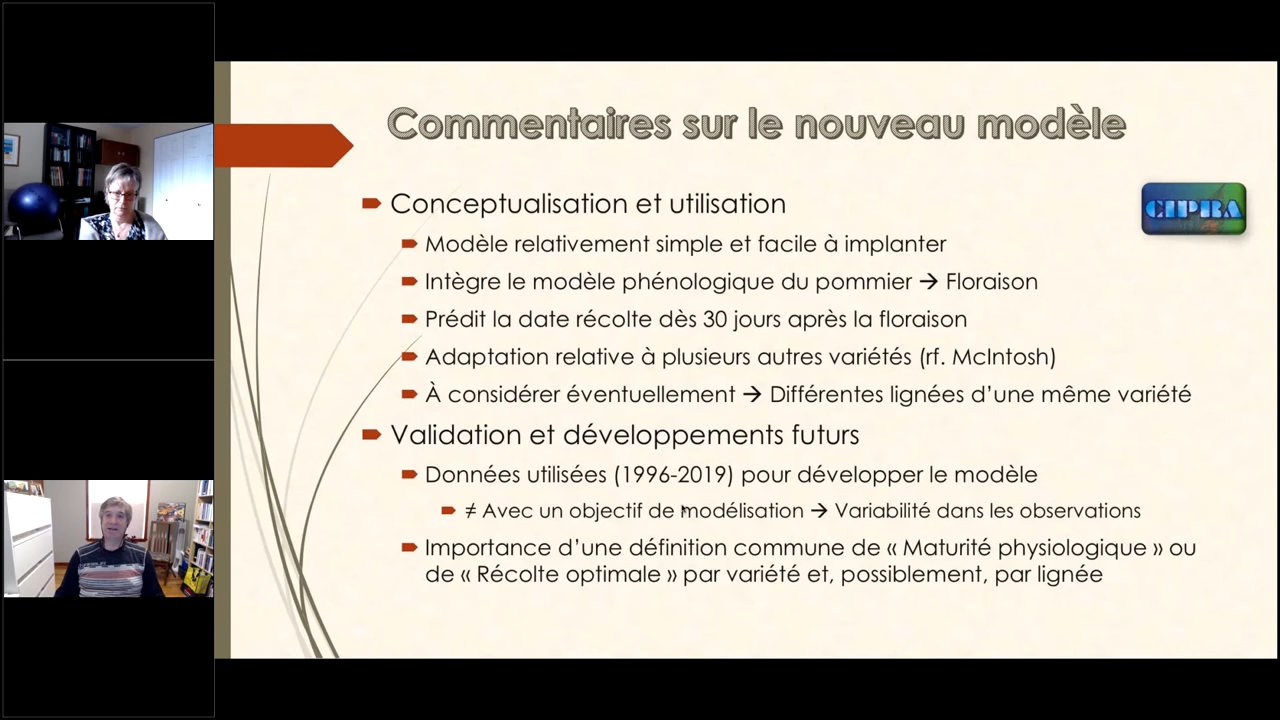 Commentaires sur le nouveau modèle
CIPRA
Conceptualisation et utilisation
Modèle relativement simple et facile à implanter
Intègre le modèle phénologique du pommier → Floraison
Prédit la date récolte dès 30 jours après la floraison
Adaptation relative à plusieurs autres variétés (rf. McIntosh)
À considérer éventuellement → Différentes lignées d’une même variété
Validation et développements futurs
Données utilisées (1996-2019) pour développer le modèle
≠ Avec un objectif de modélisation → Variabilité dans les observations
Importance d’une définition commune de « Maturité physiologique » ou
de « Récolte optimale » par variété et, possiblement, par lignée